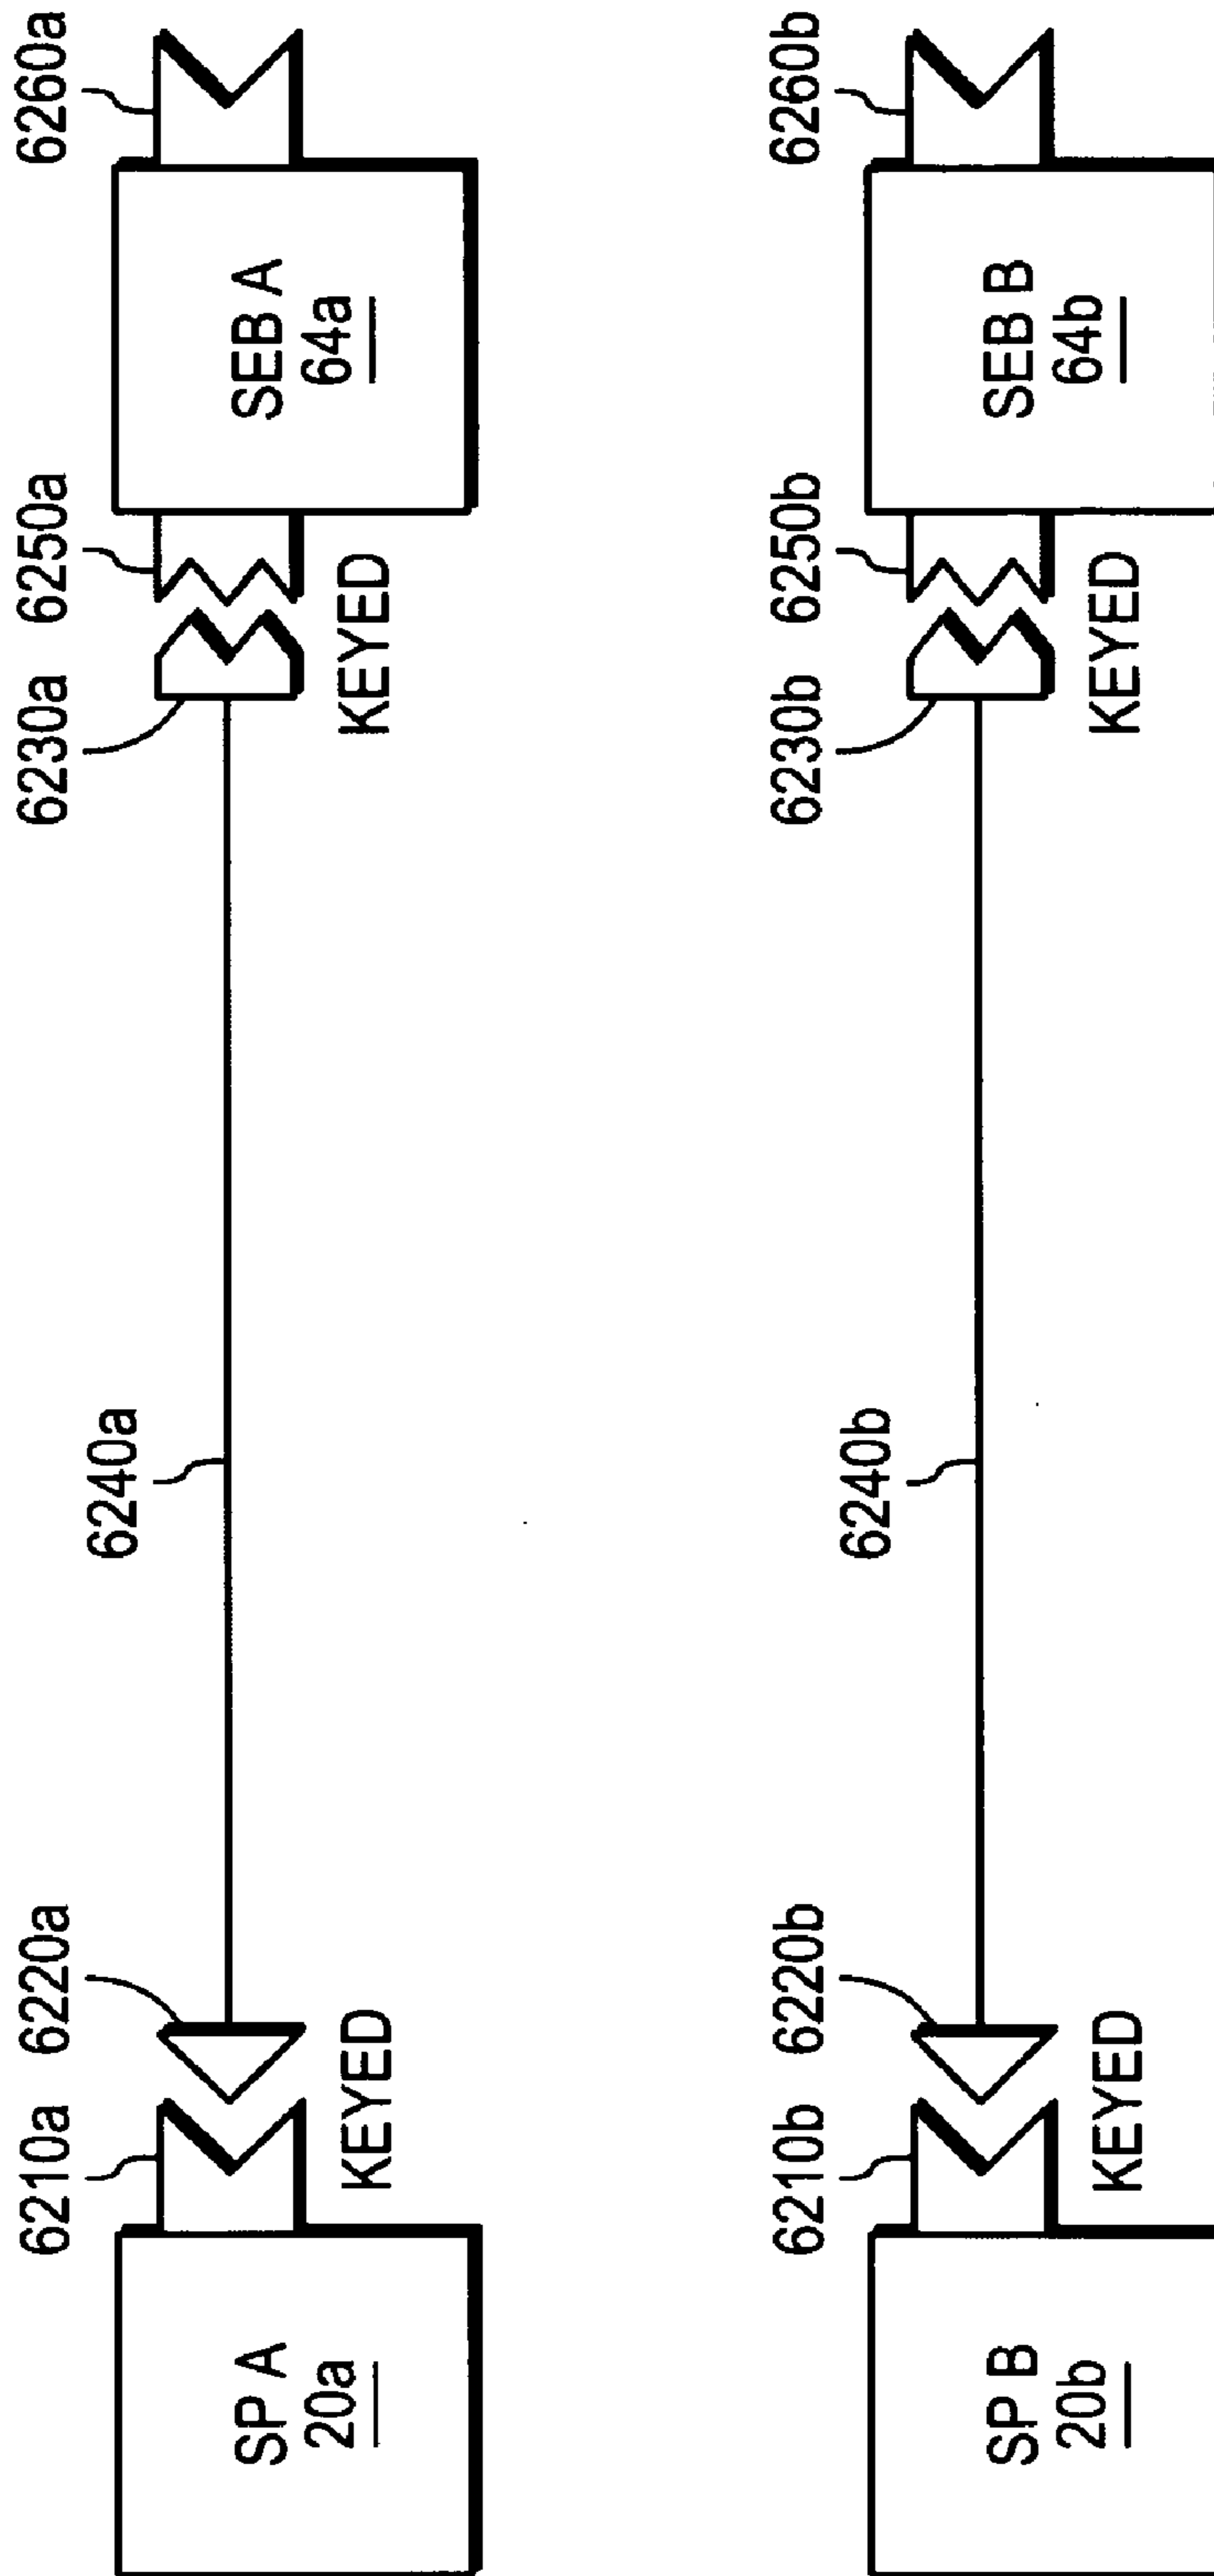 6210a
6220a
6240a
6230a
6250a
6260a
SP A
20a
KEYED
KEYED
SEB A
64a
6210b
6220b
6240b
6230b
6250b
6260b
SP B
20b
KEYED
KEYED
SEB B
64b